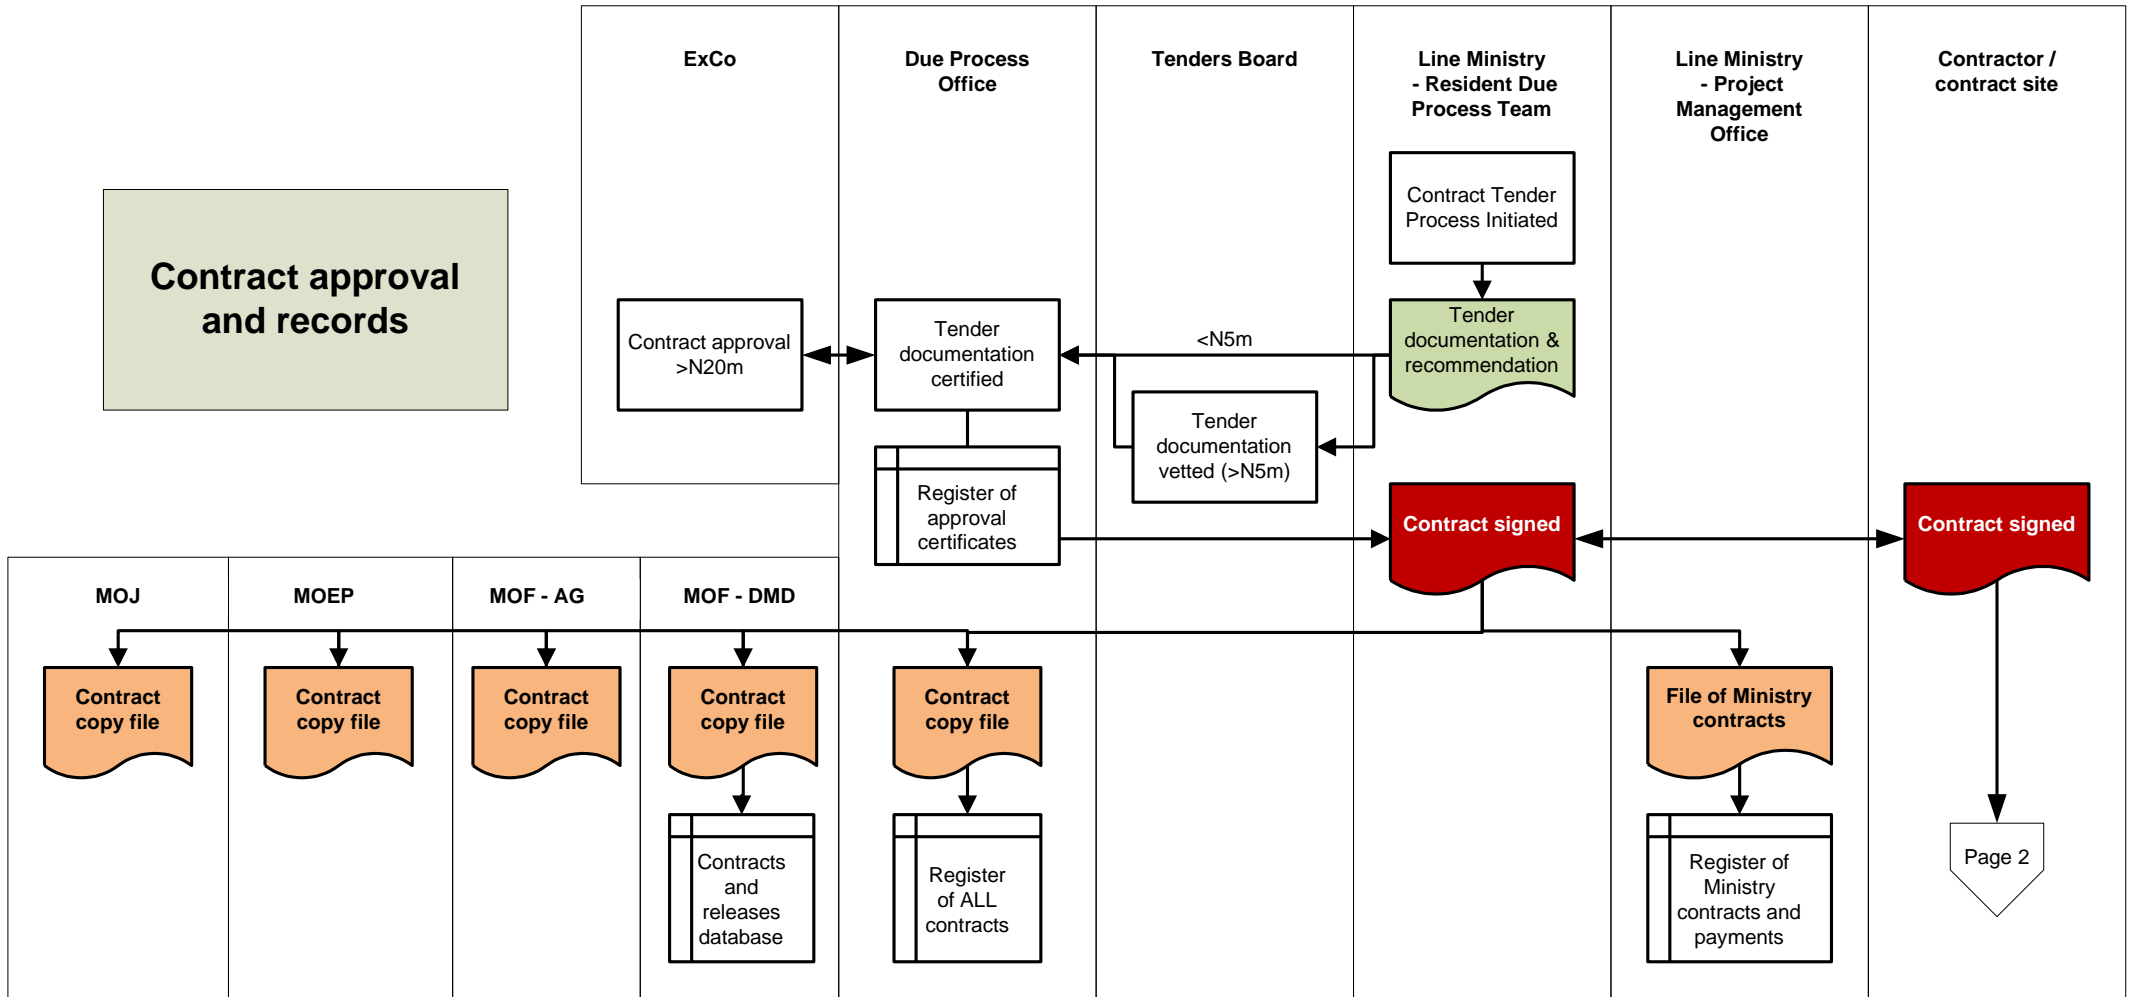 ExCo
Due Process
Office
Tenders Board
Line Ministry
- Resident Due
Process Team
Line Ministry
- Project
Management
Office
Contractor /
contract site
Contract approval
and records
Contract Tender
Process Initiated
Contract approval
>N20m
Tender
documentation
certified
<N5m
Tender
documentation &
recommendation
Tender
documentation
vetted (>N5m)
Register of
approval
certificates
Contract signed
Contract signed
MOJ
MOEP
MOF - AG
MOF - DMD
Contract
copy file
Contract
copy file
Contract
copy file
Contract
copy file
Contract
copy file
File of Ministry
contracts
Contracts
and
releases
database
Register
of ALL
contracts
Register of
Ministry
contracts and
payments
Page 2